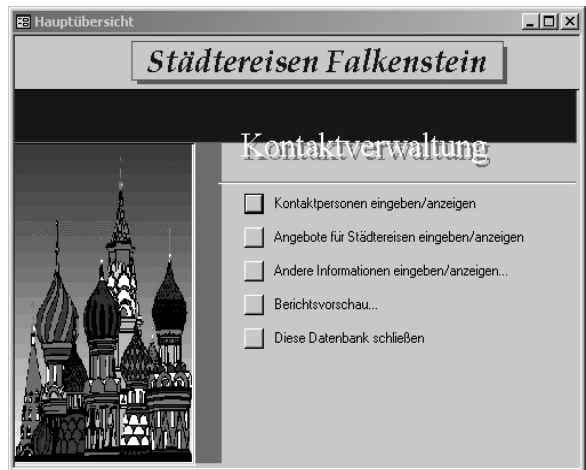 Hauptübersicht
Städtereisen Falkenstein
Kontaktverwaltung
Kontaktpersonen eingeben/anzeigen
Angebote für Städtereisen eingeben/anzeigen
Andere Informationen eingeben/anzeigen...
Berichtsvorschau...
Diese Datenbank schließen